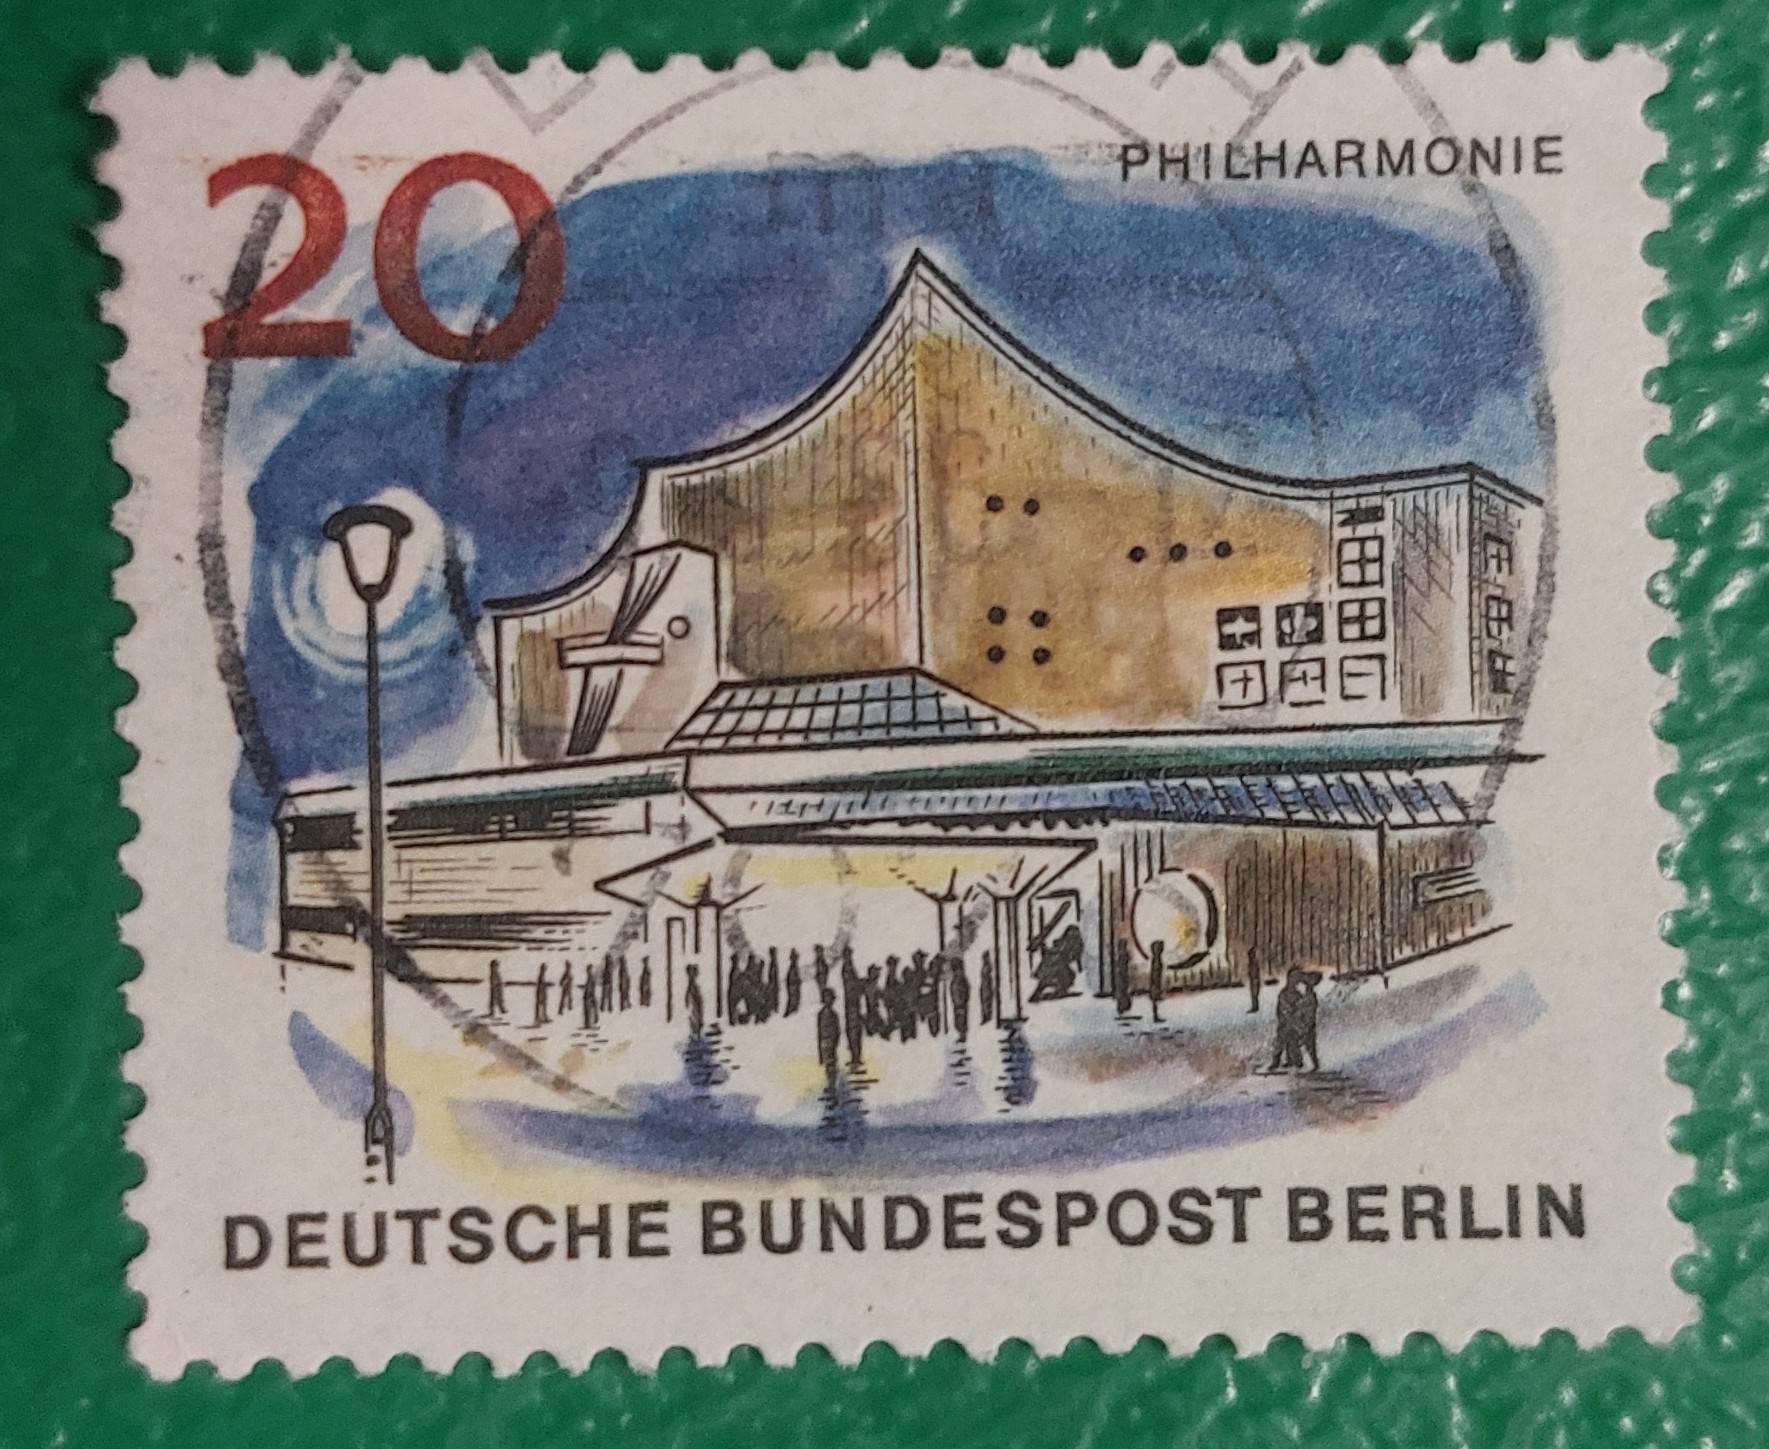 20
PHILHARMONIE
DEUTSCHE BUNDESPOST BERLIN